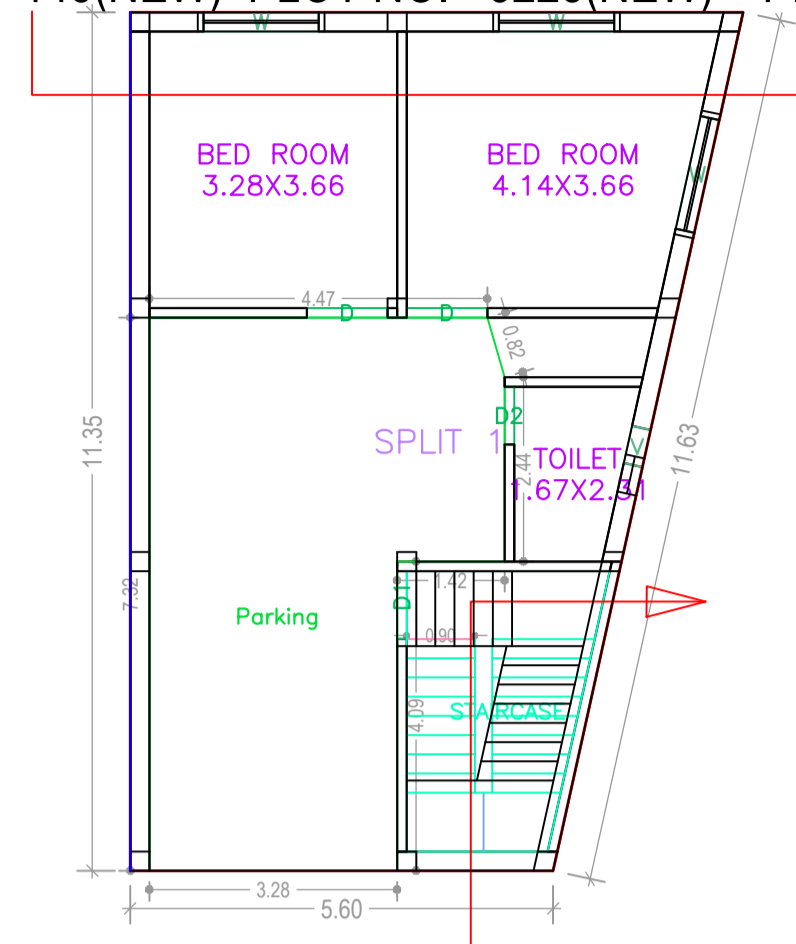 W
W
BED ROOM
3.28X3.66
BED ROOM
4.14X3.66
W
4.47
D
D
0.82
11.35
SPLIT 1
D2
TOILET
1.67X2.31
2.44
11.63
7.32
Parking
D1
1.42
0.90
4.09
STAIRCASE
3.28
5.60